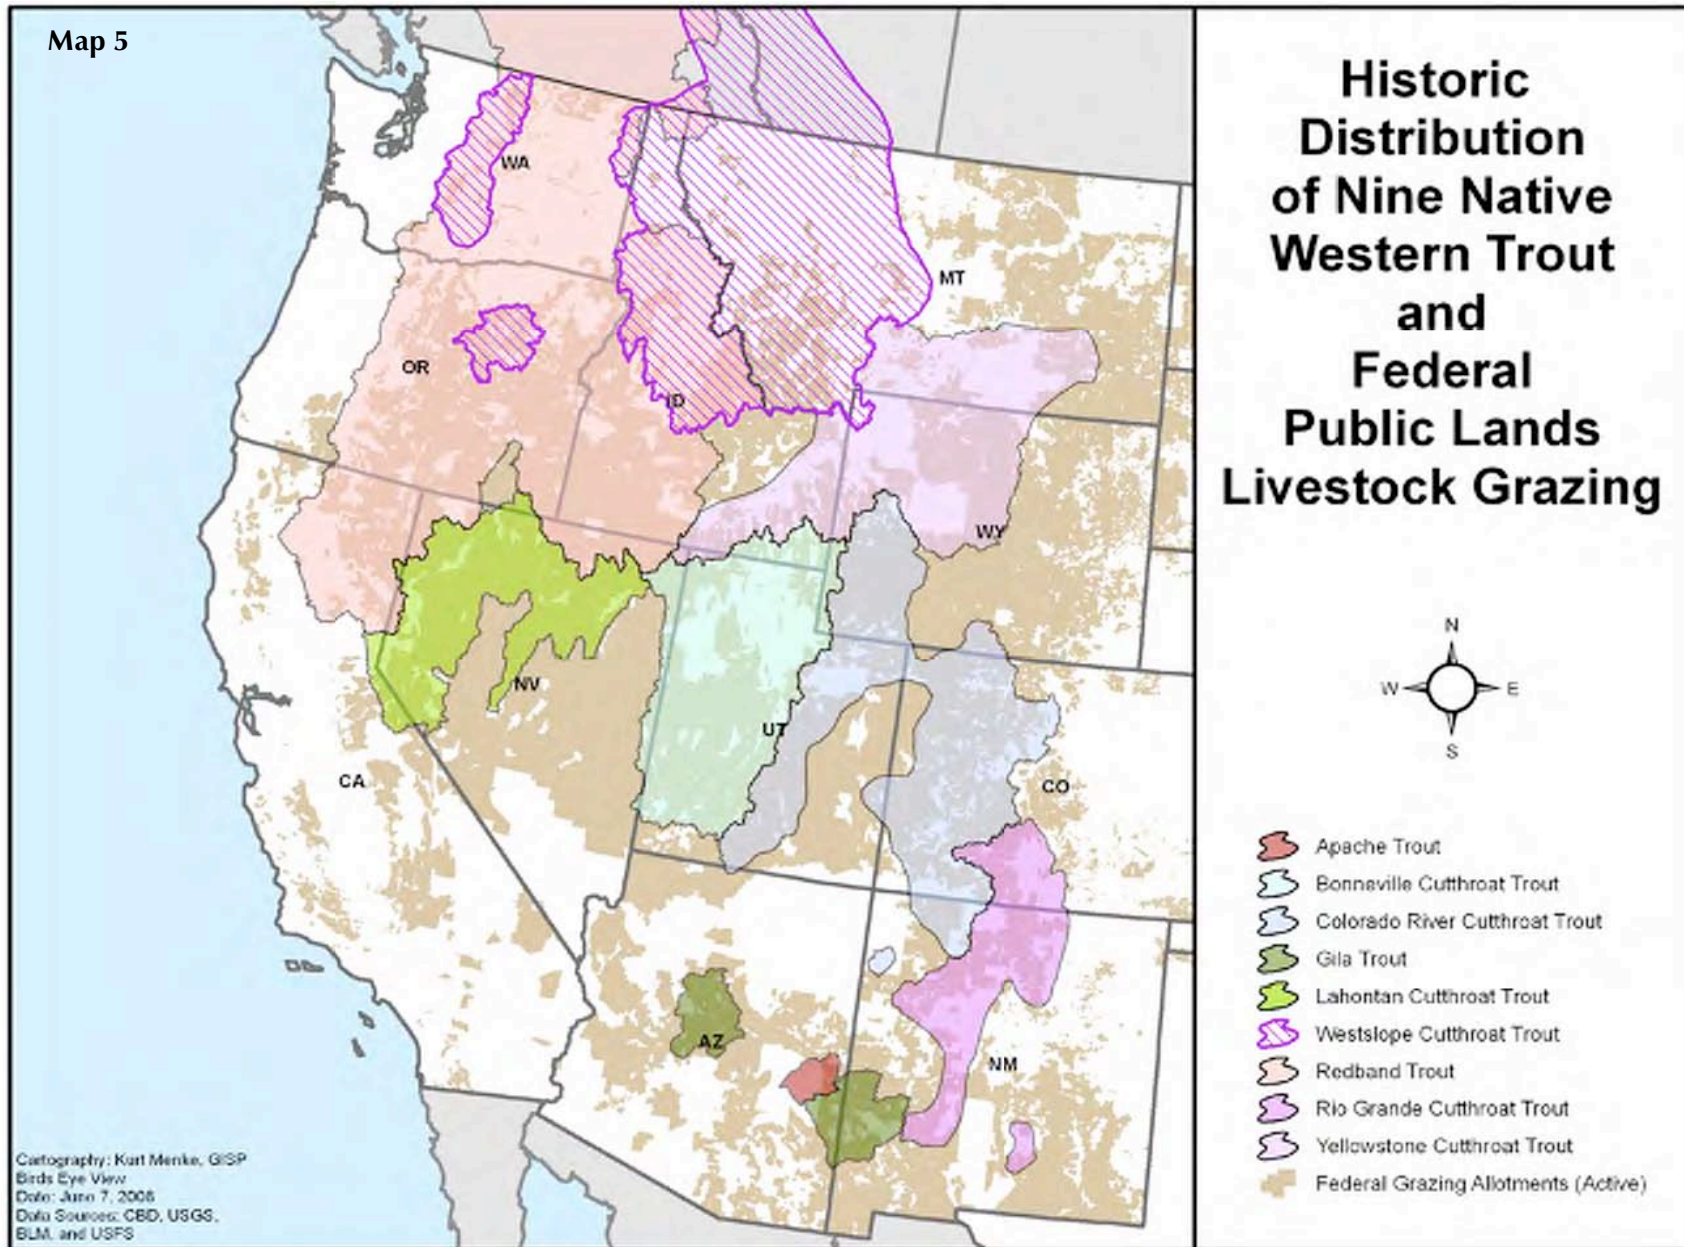 Map 5
Historic
Distribution
of Nine Native
Western Trout
and
Federal
Public Lands
Livestock Grazing
WA
MT
OR
ID
WY
NV
UT
CA
CO
AZ
NM
N
W
E
S
Apache Trout
Bonneville Cutthroat Trout
Colorado River Cutthroat Trout
Gila Trout
Lahontan Cutthroat Trout
Westslope Cutthroat Trout
Redband Trout
Rio Grande Cutthroat Trout
Yellowstone Cutthroat Trout
Federal Grazing Allotments (Active)
Cartography: Kurt Menke, GISP
Birds Eye View
Date: June 7, 2008
Data Sources: CBD, USGS,
BLM, and USFS